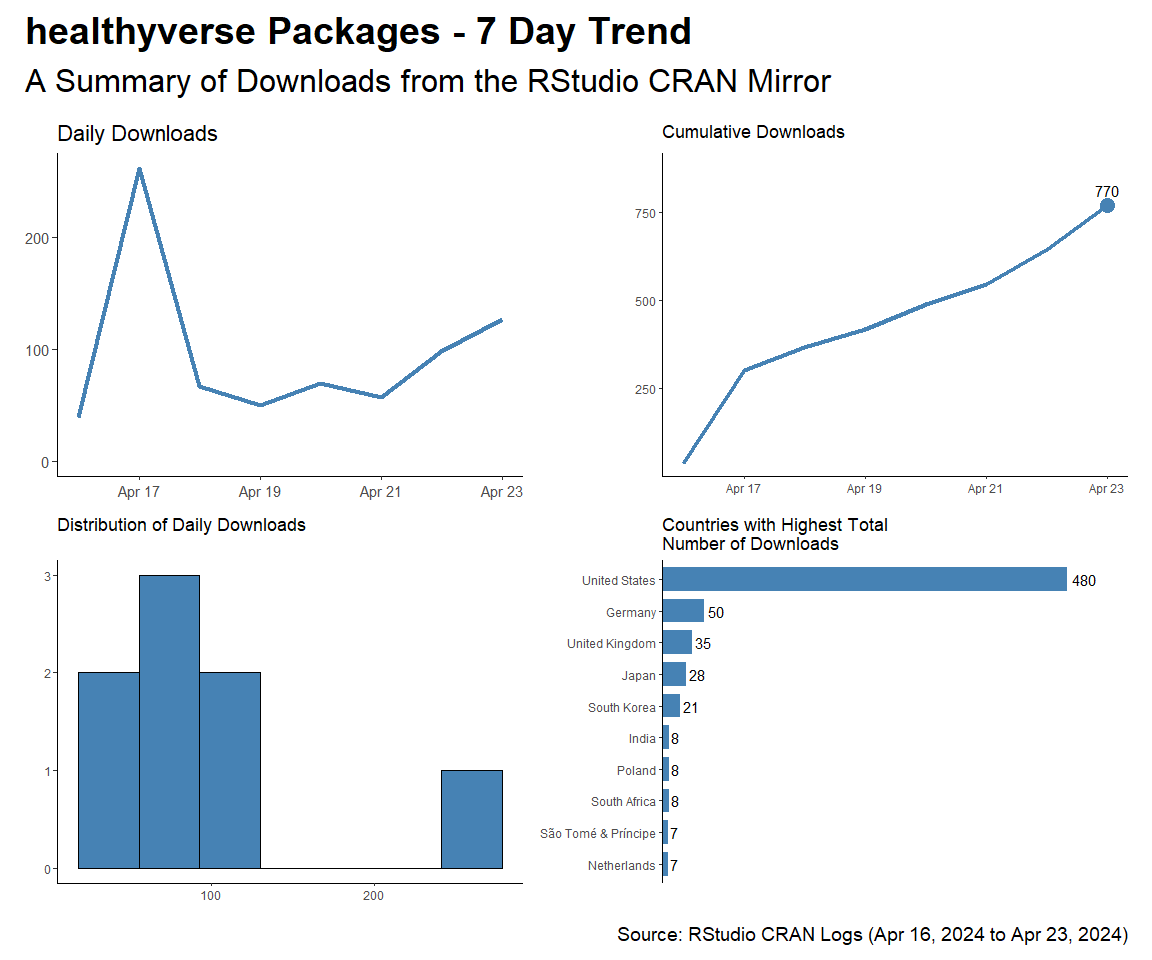 healthyverse Packages - 7 Day Trend
A Summary of Downloads from the RStudio CRAN Mirror
Daily Downloads
200
100
0
Apr 17 Apr 19 Apr 21 Apr 23
Cumulative Downloads
770
750
500
250
Apr 17 Apr 19 Apr 21 Apr 23
Distribution of Daily Downloads
3
2
1
0
100 200
Countries with Highest Total
Number of Downloads
United States 480
Germany 50
United Kingdom 35
Japan 28
South Korea 21
India 8
Poland 8
South Africa 8
São Tomé & Príncipe 7
Netherlands 7
Source: RStudio CRAN Logs (Apr 16, 2024 to Apr 23, 2024)